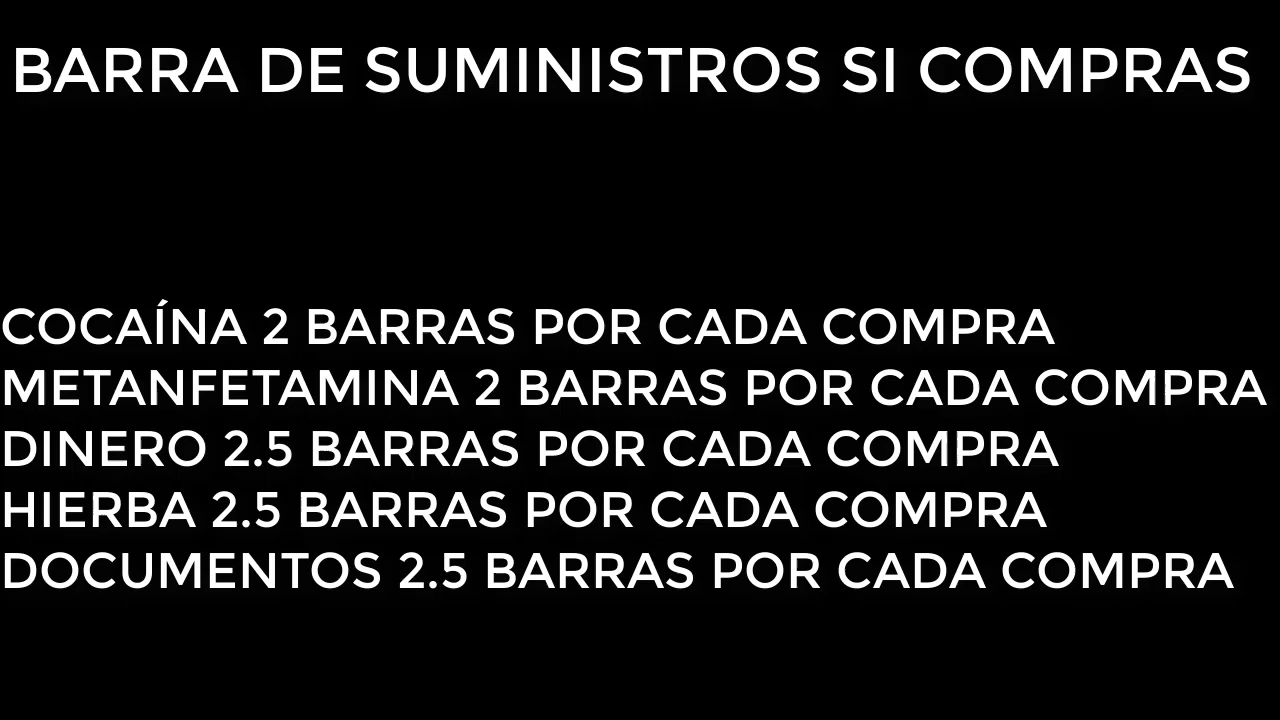 BARRA DE SUMINISTROS SI COMPRAS
COCAÍNA 2 BARRAS POR CADA COMPRA
METANFETAMINA 2 BARRAS POR CADA COMPRA
DINERO 2.5 BARRAS POR CADA COMPRA
HIERBA 2.5 BARRAS POR CADA COMPRA
DOCUMENTOS 2.5 BARRAS POR CADA COMPRA